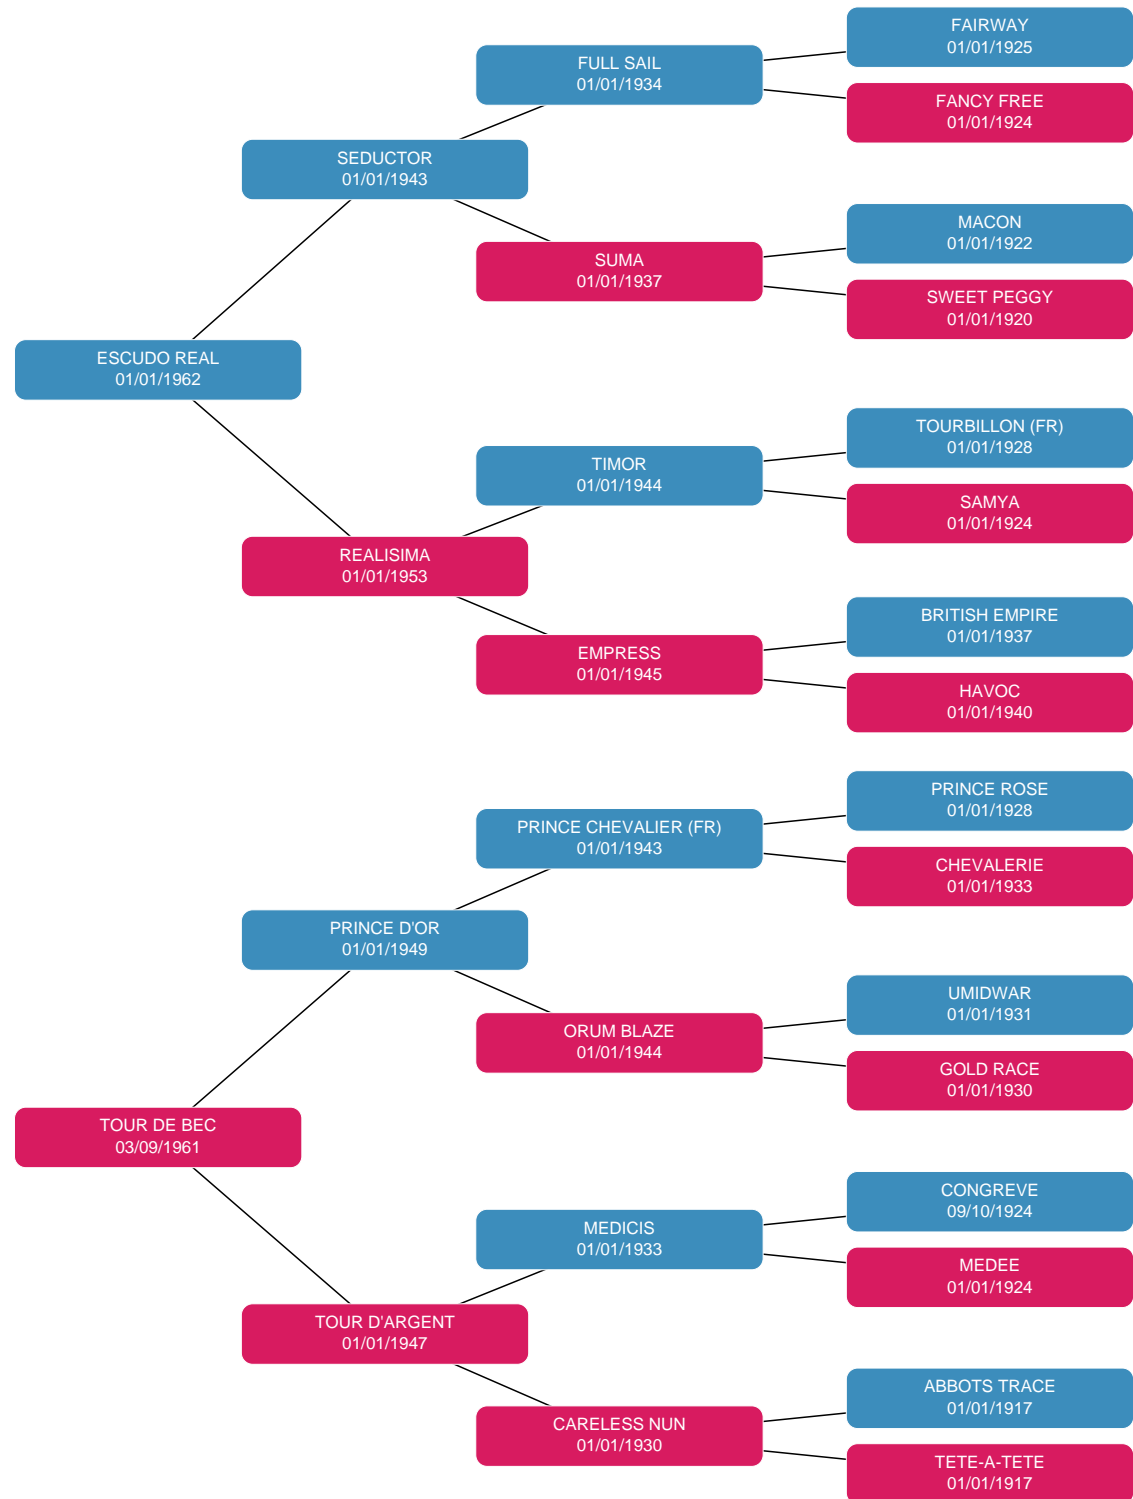 FAIRWAY
01/01/1925
FULL SAIL
01/01/1934
FANCY FREE
01/01/1924
SEDUCTOR
01/01/1943
MACON
01/01/1922
SUMA
01/01/1937
SWEET PEGGY
01/01/1920
ESCUDO REAL
01/01/1962
TOURBILLON (FR)
01/01/1928
TIMOR
01/01/1944
SAMYA
01/01/1924
REALISIMA
01/01/1953
BRITISH EMPIRE
01/01/1937
EMPRESS
01/01/1945
HAVOC
01/01/1940
PRINCE ROSE
01/01/1928
PRINCE CHEVALIER (FR)
01/01/1943
CHEVALERIE
01/01/1933
PRINCE D'OR
01/01/1949
UMIDWAR
01/01/1931
ORUM BLAZE
01/01/1944
GOLD RACE
01/01/1930
TOUR DE BEC
03/09/1961
CONGREVE
09/10/1924
MEDICIS
01/01/1933
MEDEE
01/01/1924
TOUR D'ARGENT
01/01/1947
ABBOTS TRACE
01/01/1917
CARELESS NUN
01/01/1930
TETE-A-TETE
01/01/1917